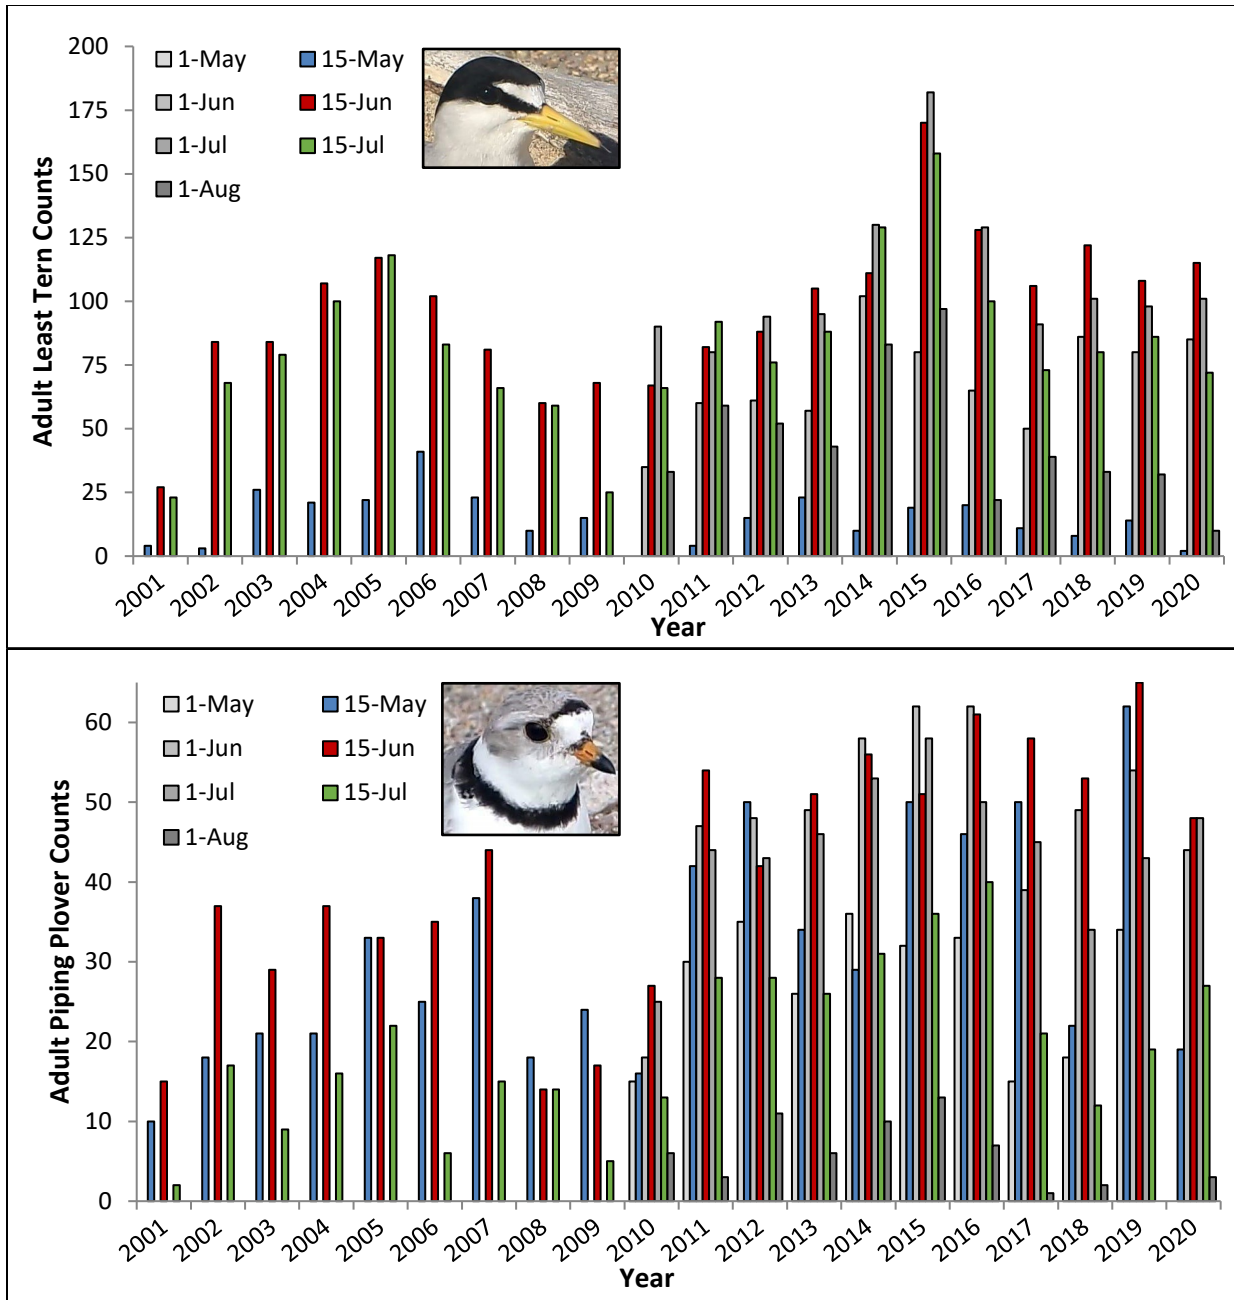 200
175
150
125
100
75
50
25
0
Adult Least Tern Counts
1-May 15-May
1-Jun 15-Jun
1-Jul 15-Jul
1-Aug
2001 2002 2003 2004 2005 2006 2007 2008 2009 2010 2011 2012 2013 2014 2015 2016 2017 2018 2019 2020
Year
60
50
40
30
20
10
0
Adult Piping Plover Counts
1-May 15-May
1-Jun 15-Jun
1-Jul 15-Jul
1-Aug
2001 2002 2003 2004 2005 2006 2007 2008 2009 2010 2011 2012 2013 2014 2015 2016 2017 2018 2019 2020
Year